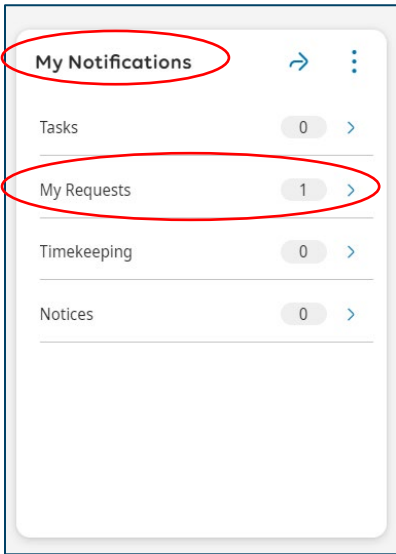 My Notifications
Tasks 0
My Requests 1
Timekeeping 0
Notices 0